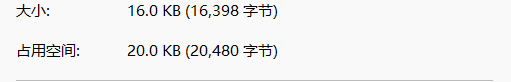 大小: 16.0 KB (16,398 字节)
占用空间: 20.0 KB (20,480 字节)